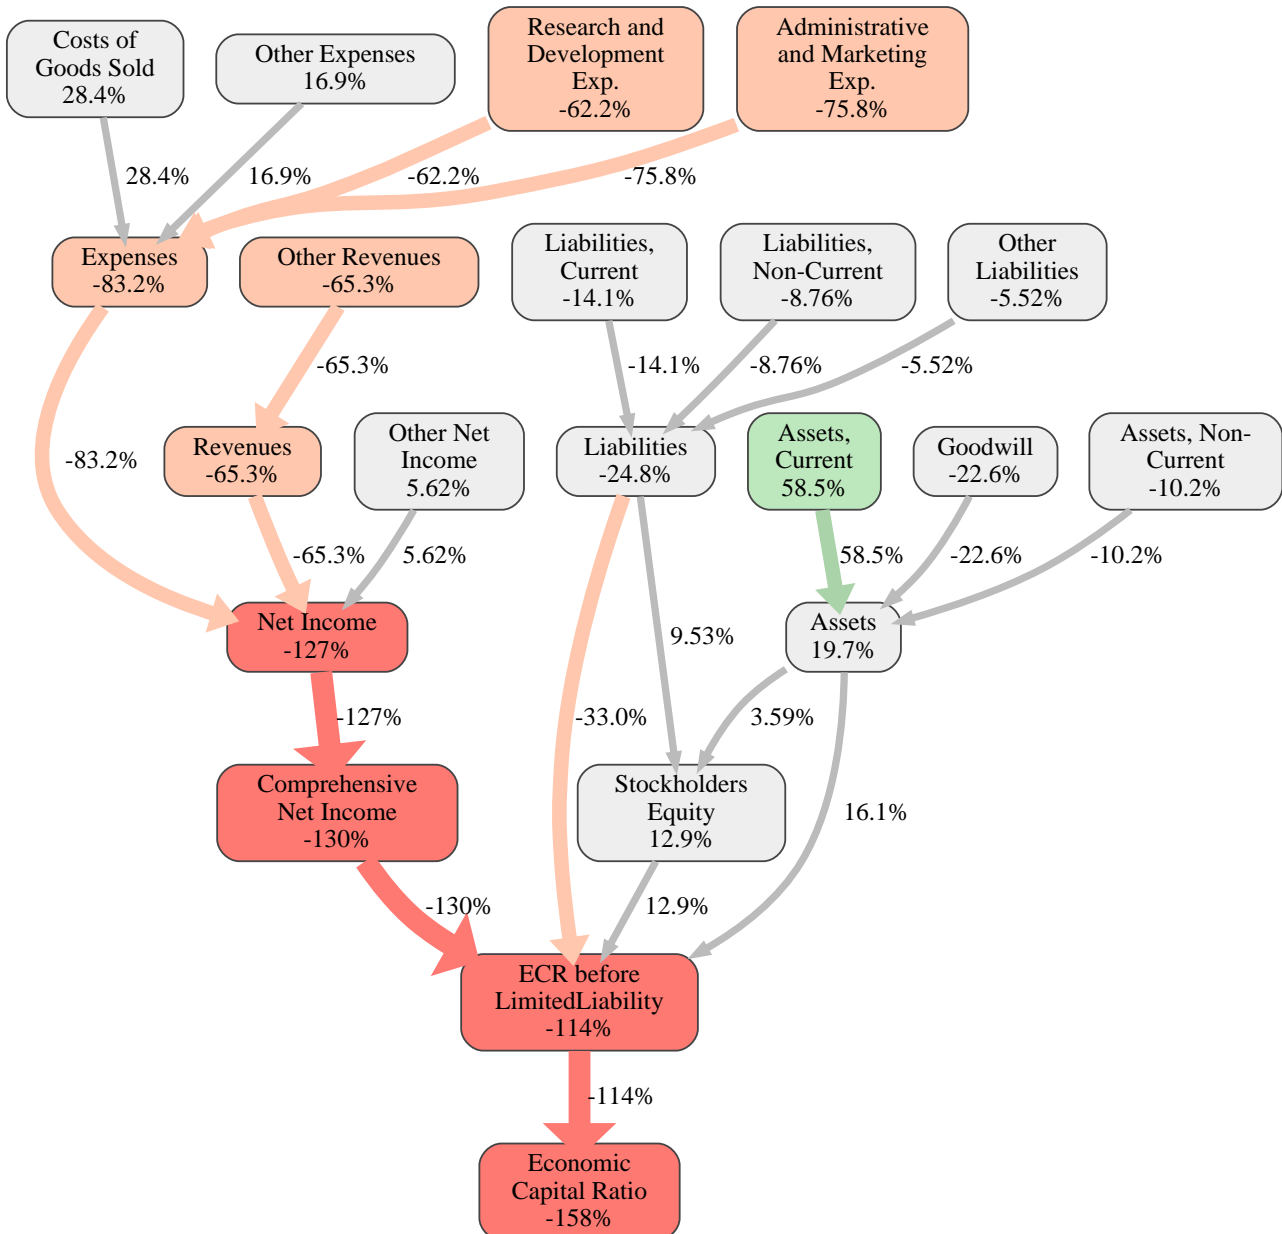 Costs of
Goods Sold
28.4%
Other Expenses
16.9%
Research and
Development
Exp.
-62.2%
Administrative
and Marketing
Exp.
-75.8%
28.4%
16.9%
-62.2%
-75.8%
Expenses
-83.2%
Other Revenues
-65.3%
Liabilities,
Current
-14.1%
Liabilities,
Non-Current
-8.76%
Other
Liabilities
-5.52%
-65.3%
-14.1%
-8.76%
-5.52%
-83.2%
Revenues
-65.3%
Other Net
Income
5.62%
Liabilities
-24.8%
Assets,
Current
58.5%
Goodwill
-22.6%
Assets, Non-
Current
-10.2%
-65.3%
5.62%
58.5%
-22.6%
-10.2%
Net Income
-127%
9.53%
Assets
19.7%
-127%
-33.0%
3.59%
Comprehensive
Net Income
-130%
Stockholders
Equity
12.9%
16.1%
-130%
12.9%
ECR before
LimitedLiability
-114%
-114%
Economic
Capital Ratio
-158%